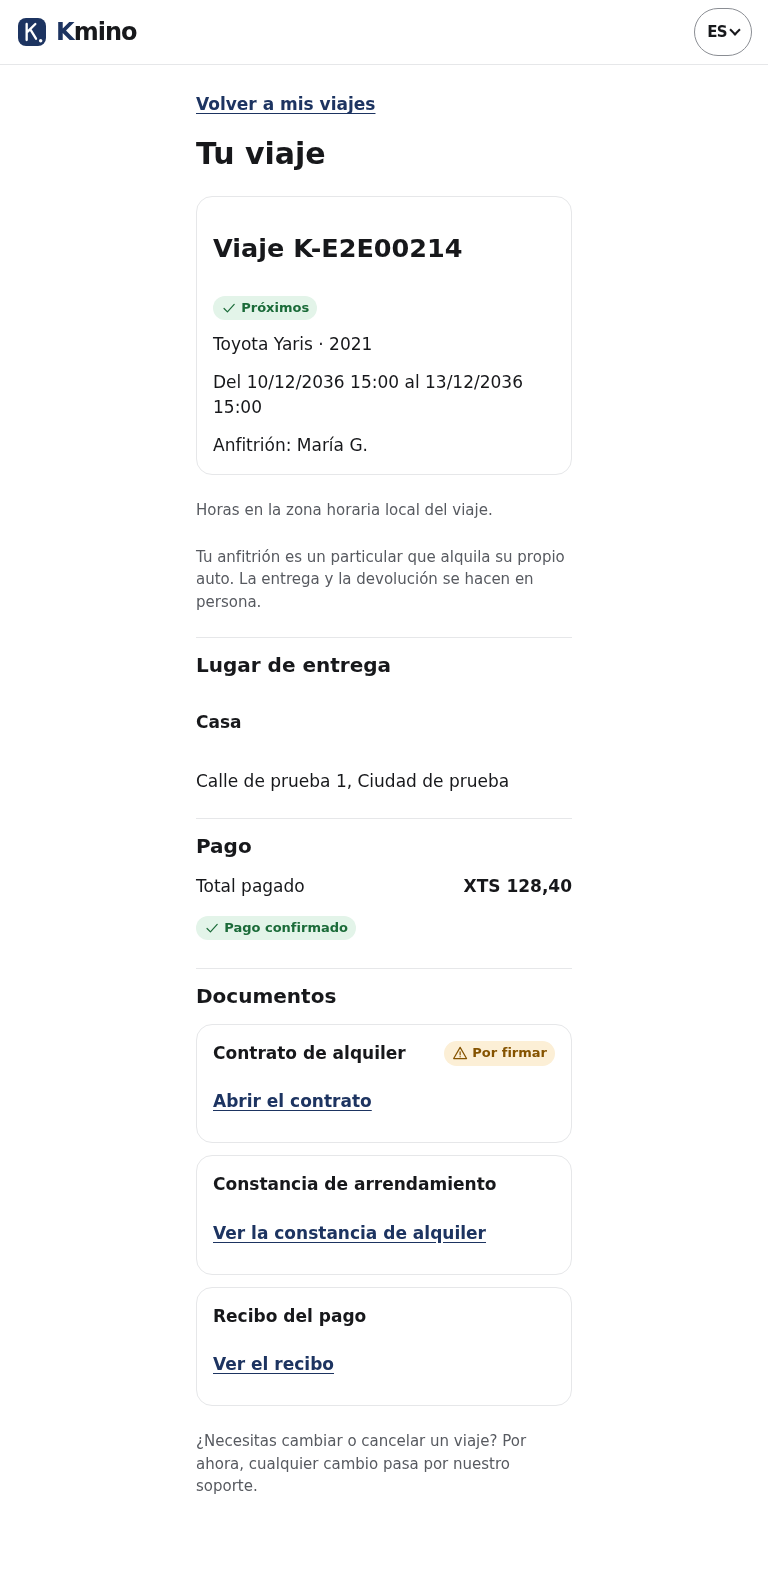 K. Kmino
ES
Volver a mis viajes
Tu viaje
Viaje K-E2E00214
Próximos
Toyota Yaris · 2021
Del 10/12/2036 15:00 al 13/12/2036
15:00
Anfitrión: María G.
Horas en la zona horaria local del viaje.
Tu anfitrión es un particular que alquila su propio
auto. La entrega y la devolución se hacen en
persona.
Lugar de entrega
Casa
Calle de prueba 1, Ciudad de prueba
Pago
Total pagado XTS 128,40
Pago confirmado
Documentos
Contrato de alquiler Por firmar
Abrir el contrato
Constancia de arrendamiento
Ver la constancia de alquiler
Recibo del pago
Ver el recibo
¿Necesitas cambiar o cancelar un viaje? Por
ahora, cualquier cambio pasa por nuestro
soporte.